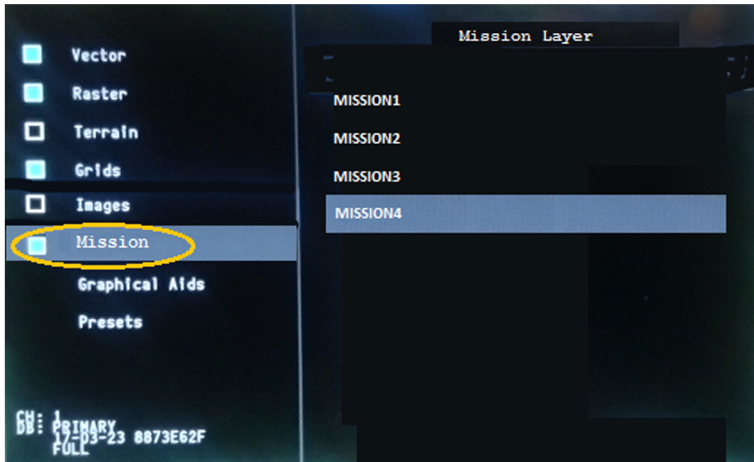 Mission Layer
Vector
Raster
Terrain
Grids
Images
Mission
Graphical Aids
Presets
MISSION1
MISSION2
MISSION3
MISSION4
CH: 1
DB: PRIMARY
17-03-23 8873E62F
FULL